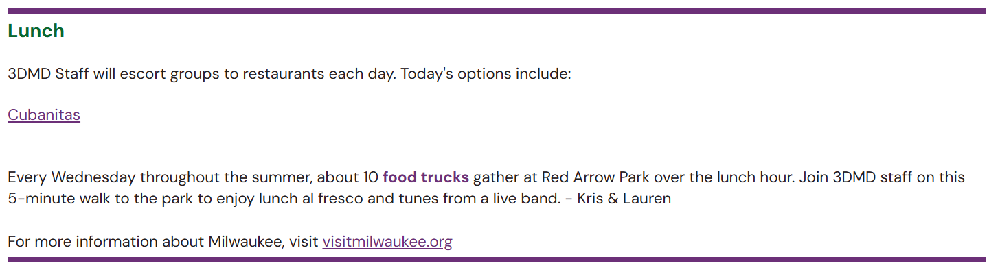 Lunch
3DMD Staff will escort groups to restaurants each day. Today's options include:
Cubanitas
Every Wednesday throughout the summer, about 10 food trucks gather at Red Arrow Park over the lunch hour. Join 3DMD staff on this
5-minute walk to the park to enjoy lunch al fresco and tunes from a live band. - Kris & Lauren
For more information about Milwaukee, visit visitmilwaukee.org